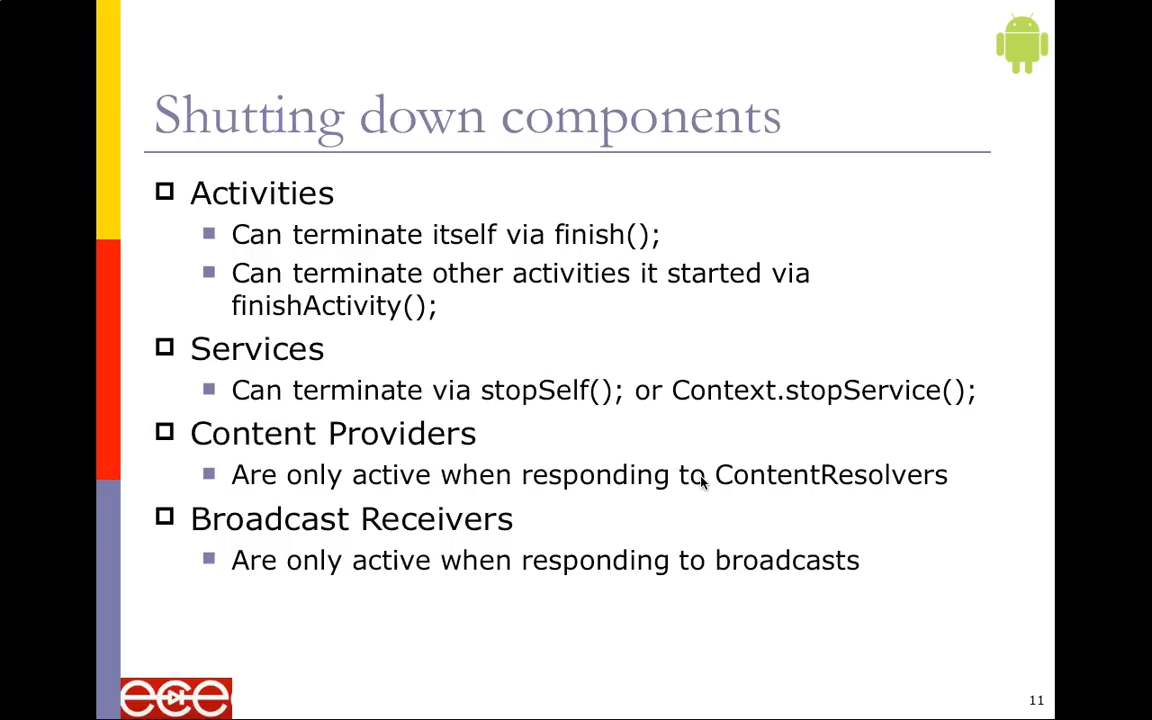 Shutting down components
Activities
Can terminate itself via finish();
Can terminate other activities it started via
finishActivity();
Services
Can terminate via stopSelf(); or Context.stopService();
Content Providers
Are only active when responding to ContentResolvers
Broadcast Receivers
Are only active when responding to broadcasts
ece
11